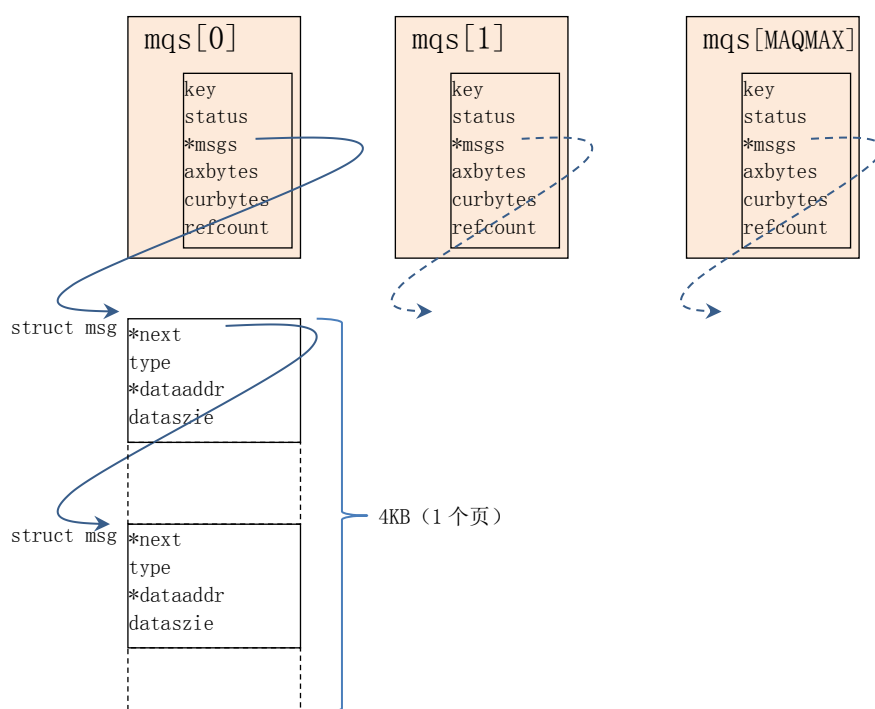 mqs[0]
key
status
*msgs
axbytes
curbytes
refcount
mqs[1]
key
status
*msgs
axbytes
curbytes
refcount
mqs[MAQMAX]
key
status
*msgs
axbytes
curbytes
refcount
struct msg
*next
type
*dataaddr
dataszie
4KB（1个页）
struct msg
*next
type
*dataaddr
dataszie